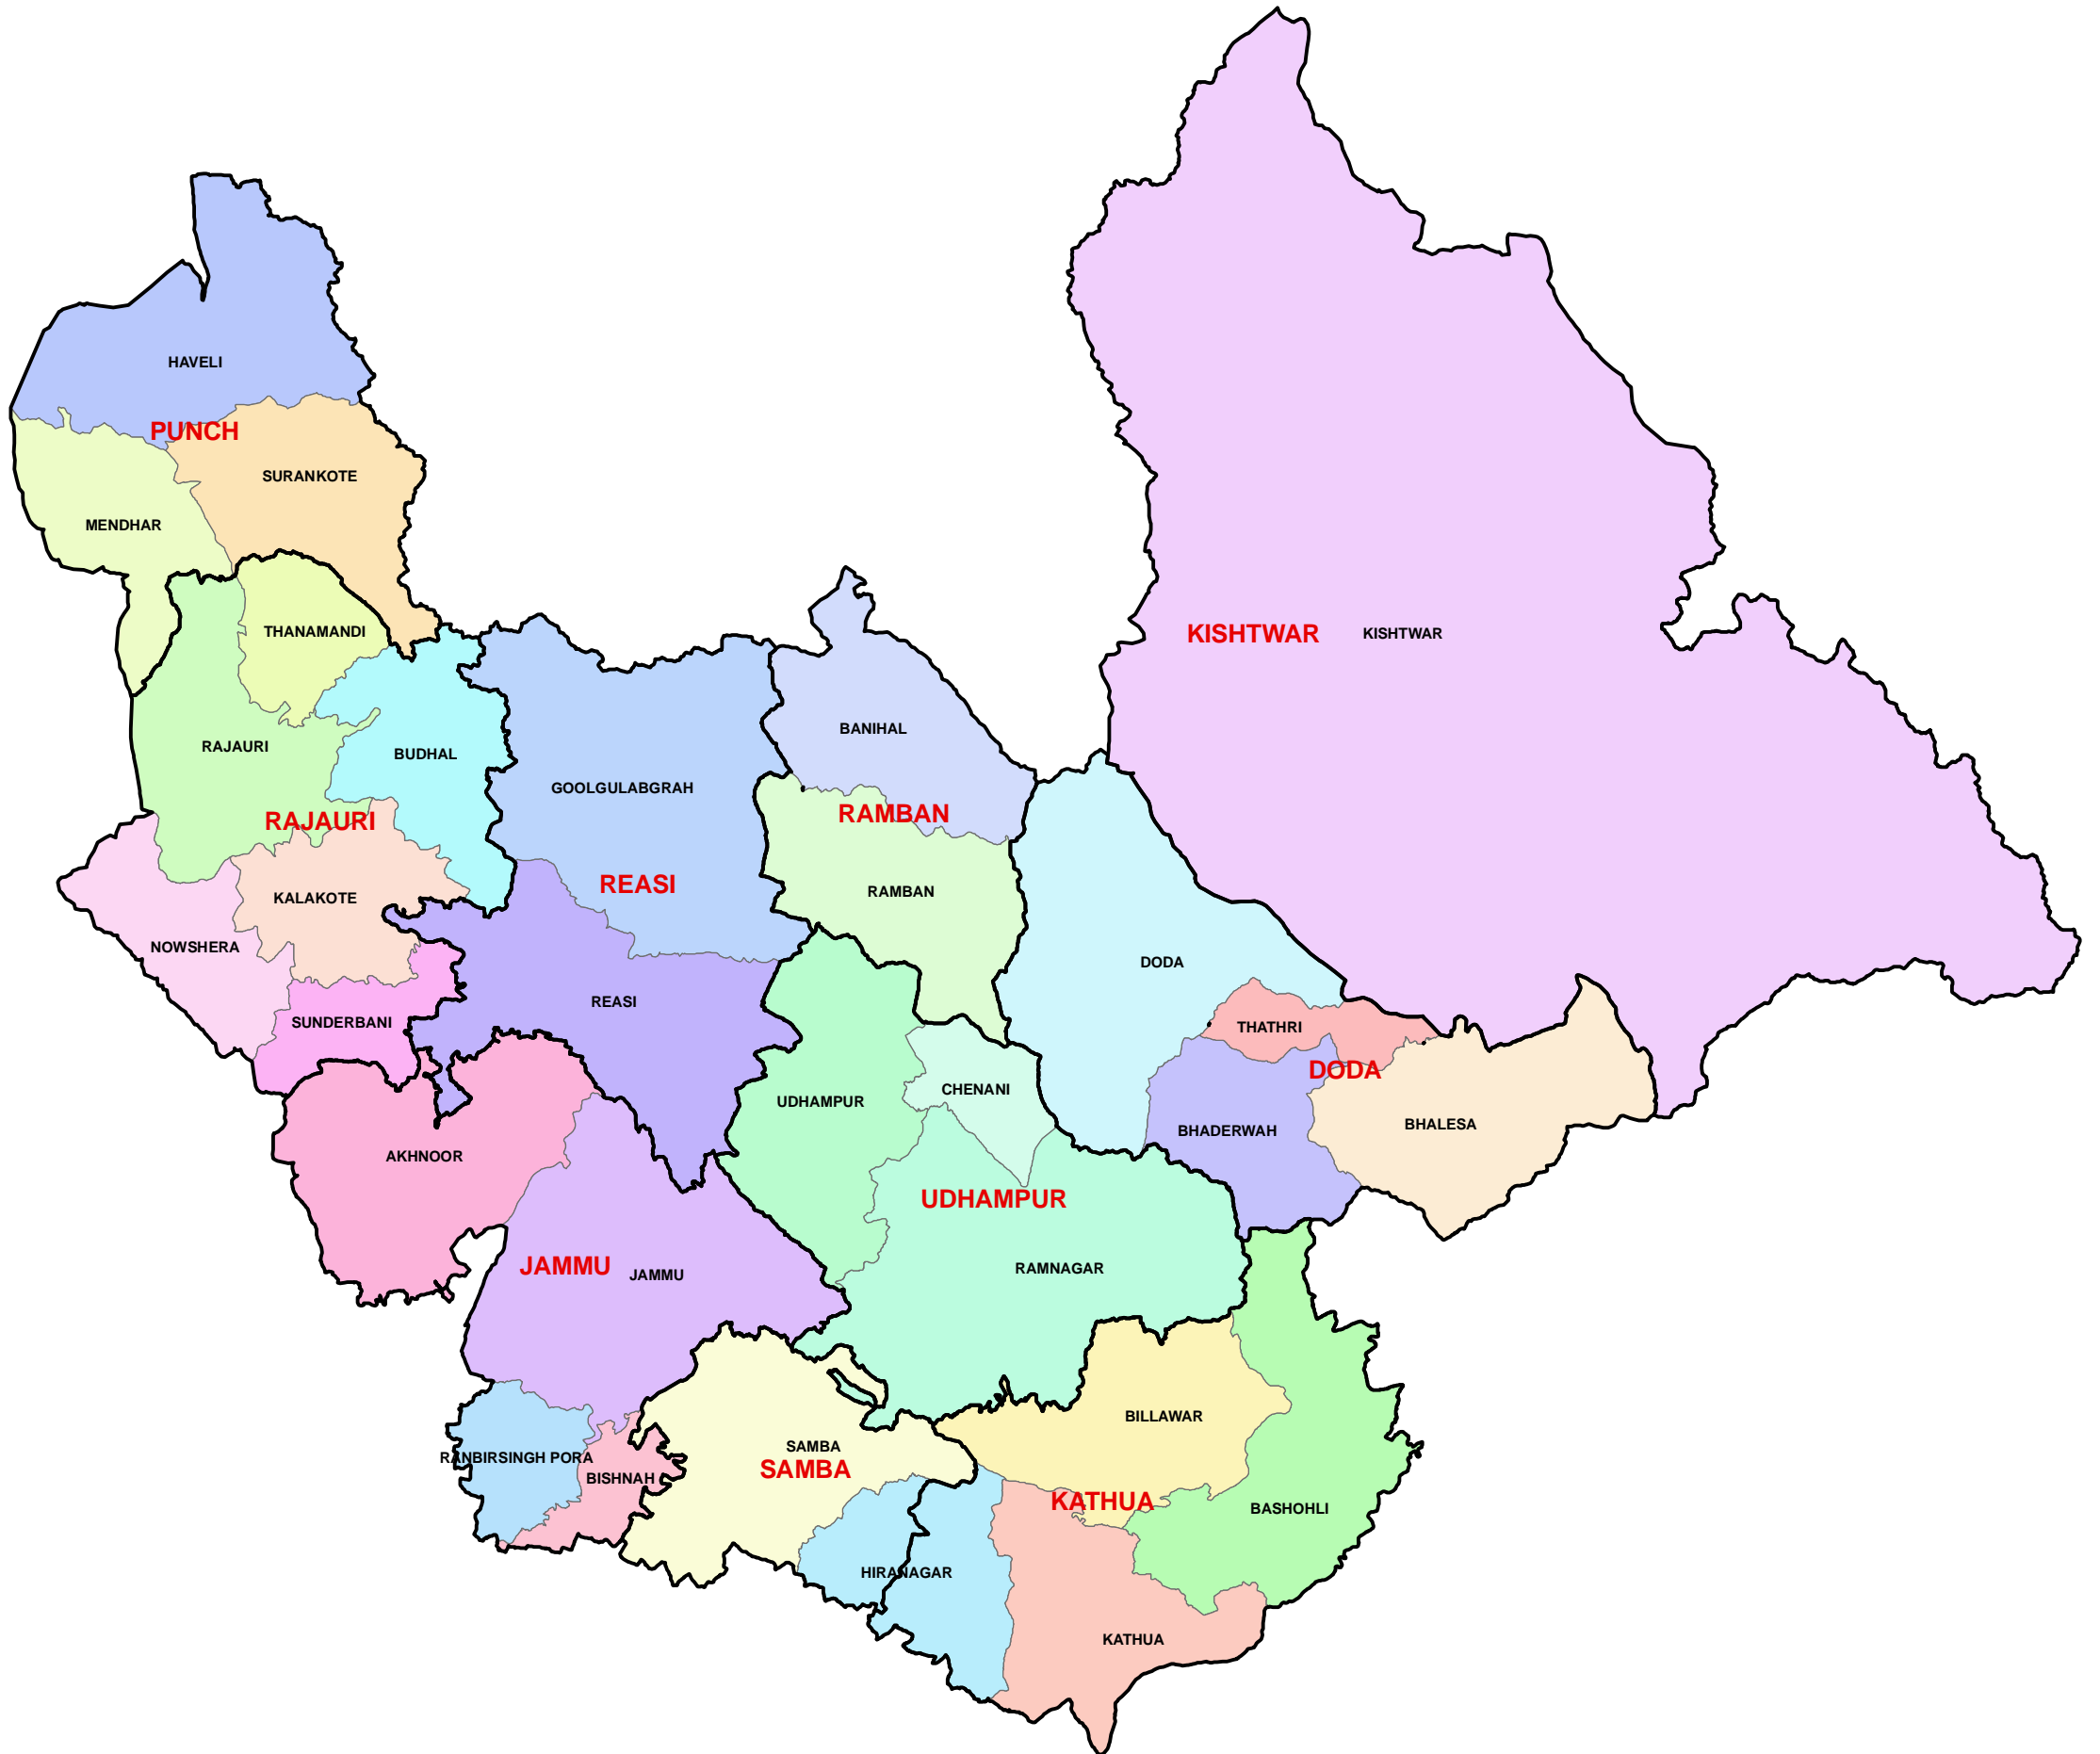 HAVELI
PUNCH
SURANKOTE
MENDHAR
THANAMANDI
KISHTWAR KISHTWAR
BANIHAL
RAJAURI
BUDHAL
GOOLGULABGRAH
RAMBAN
RAJAURI
REASI
RAMBAN
KALAKOTE
NOWSHERA
DODA
REASI
SUNDERBANI
THATHRI
DODA
CHENANI
UDHAMPUR
BHALESA
BHADERWAH
AKHNOOR
UDHAMPUR
JAMMU JAMMU
RAMNAGAR
BILLAWAR
SAMBA
RANBIRSINGH PORA
SAMBA
BISHNAH
KATHUA
BASHOHLI
HIRANAGAR
KATHUA